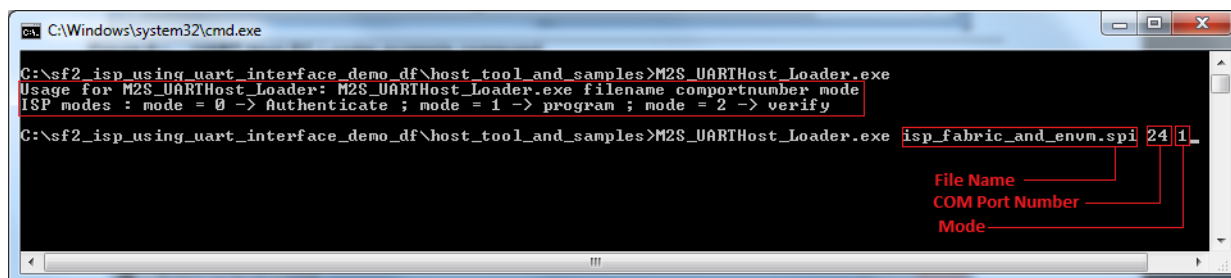 C:\Windows\system32\cmd.exe
C:\sf2_isp_using_uart_interface_demo_df\host_tool_and_samples>M2S_UARTHost_Loader.exe
Usage for M2S_UARTHost_Loader: M2S_UARTHost_Loader.exe filename comportnumber mode
ISP modes : mode = 0 -> Authenticate ; mode = 1 -> program ; mode = 2 -> verify
C:\sf2_isp_using_uart_interface_demo_df\host_tool_and_samples>M2S_UARTHost_Loader.exe isp_fabric_and_envm.spi 24 1_
File Name
COM Port Number
Mode